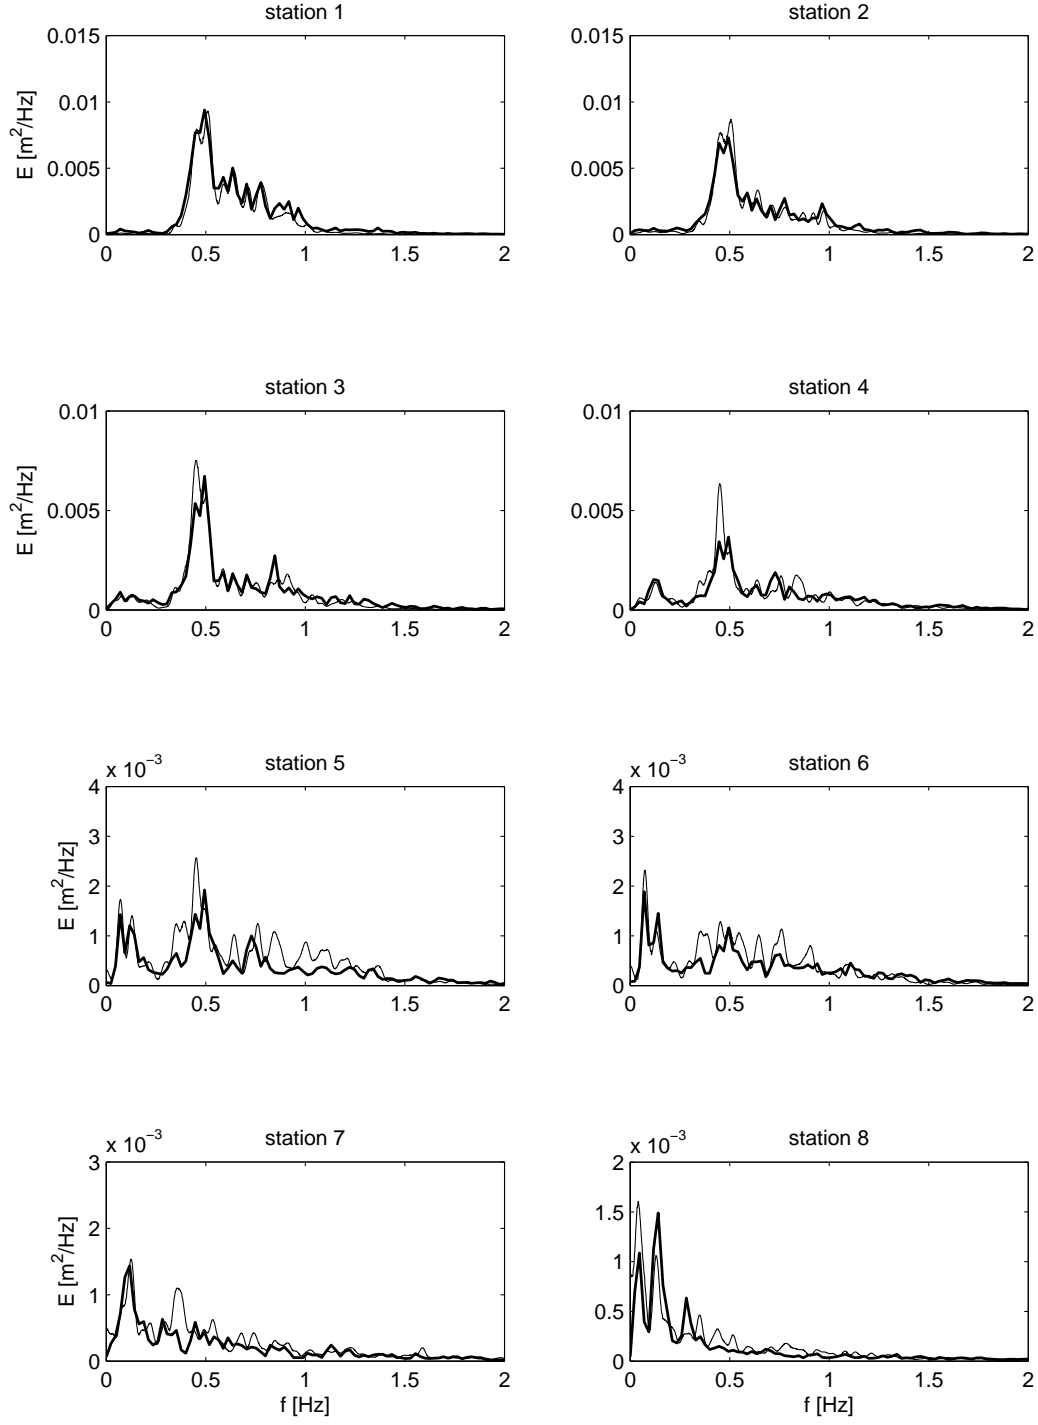 station 1
0.015
0.01
0.005
0
E [m²/Hz]
0 0.5 1 1.5 2
station 2
0.015
0.01
0.005
0
0 0.5 1 1.5 2
station 3
0.01
0.005
0
E [m²/Hz]
0 0.5 1 1.5 2
station 4
0.01
0.005
0
0 0.5 1 1.5 2
station 5
x 10⁻³
4
3
2
1
0
E [m²/Hz]
0 0.5 1 1.5 2
station 6
x 10⁻³
4
3
2
1
0
0 0.5 1 1.5 2
station 7
x 10⁻³
3
2
1
0
E [m²/Hz]
0 0.5 1 1.5 2
f [Hz]
station 8
x 10⁻³
2
1.5
1
0.5
0
0 0.5 1 1.5 2
f [Hz]